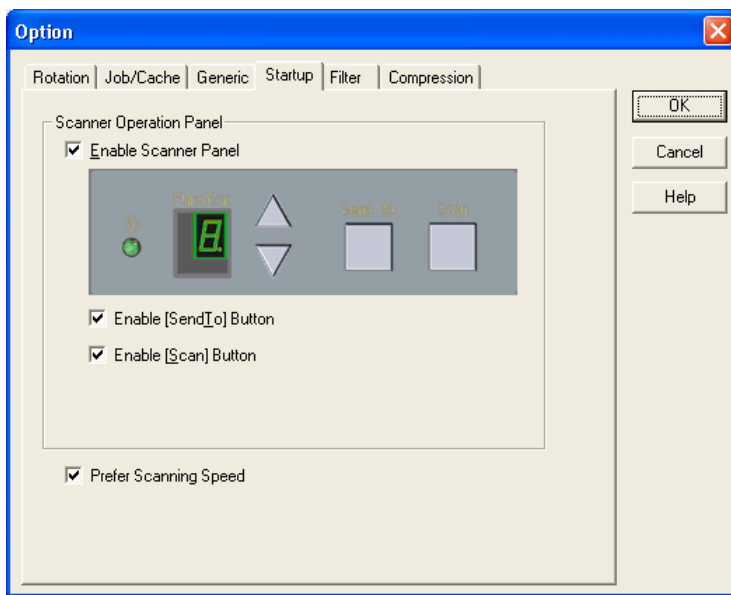 Option
Rotation Job/Cache Generic Startup Filter Compression
OK
Cancel
Help
Scanner Operation Panel
Enable Scanner Panel
Function
8.
Send to Scan
Enable [SendTo] Button
Enable [Scan] Button
Prefer Scanning Speed